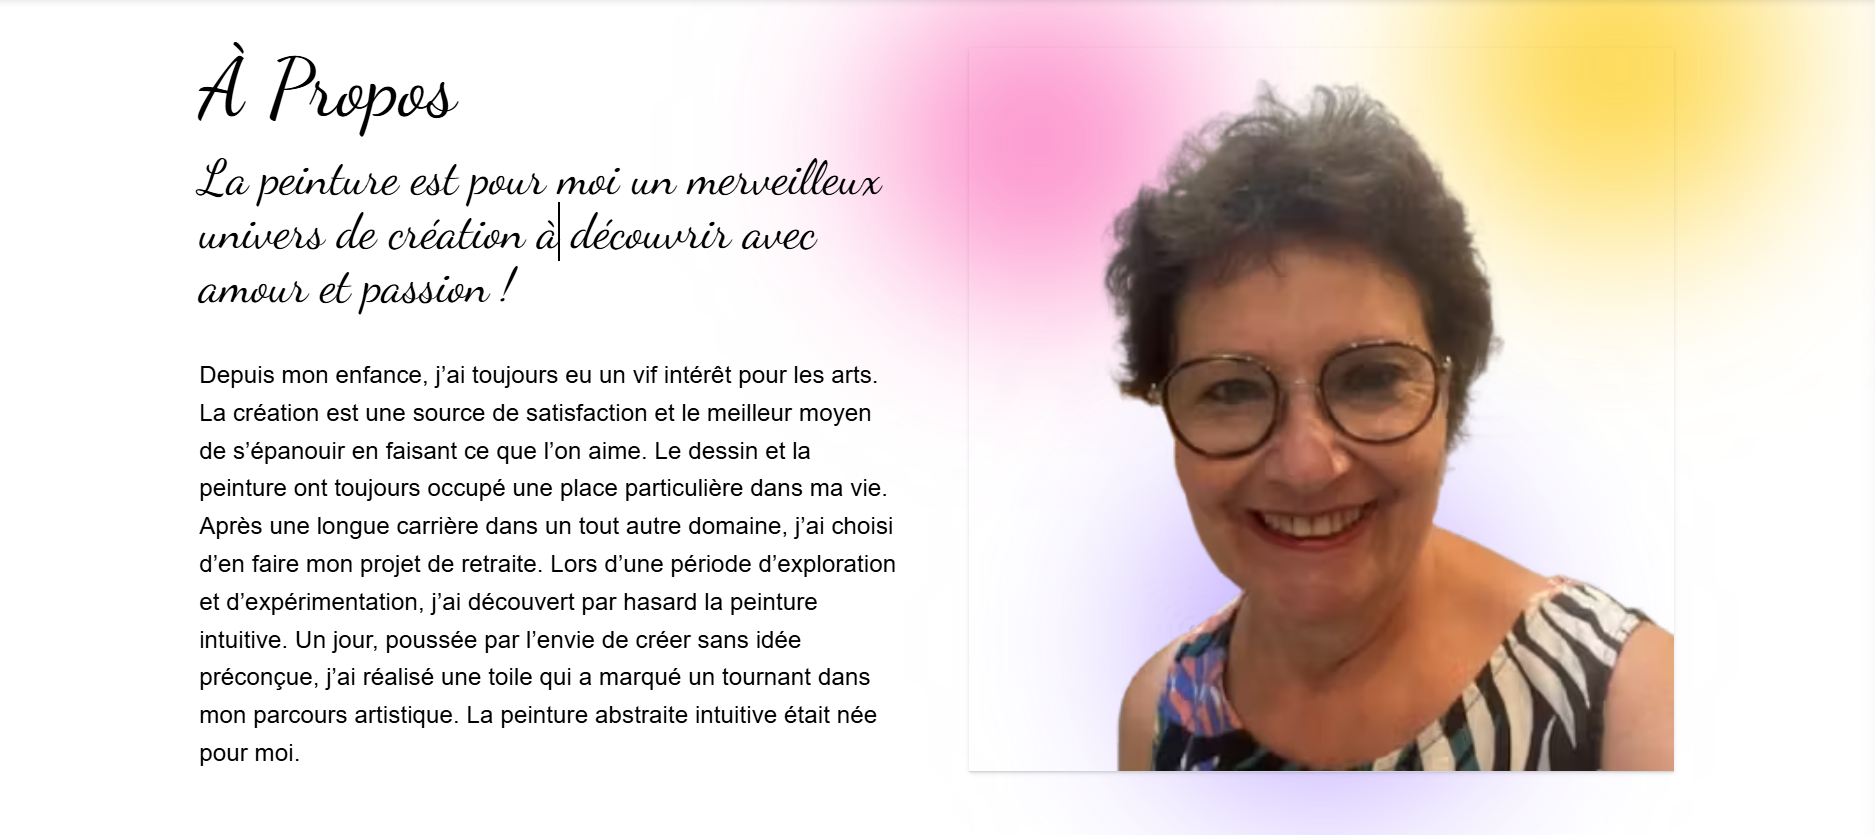 À Propos
La peinture est pour moi un merveilleux
univers de création à découvrir avec
amour et passion !
Depuis mon enfance, j’ai toujours eu un vif intérêt pour les arts.
La création est une source de satisfaction et le meilleur moyen
de s’épanouir en faisant ce que l’on aime. Le dessin et la
peinture ont toujours occupé une place particulière dans ma vie.
Après une longue carrière dans un tout autre domaine, j’ai choisi
d’en faire mon projet de retraite. Lors d’une période d’exploration
et d’expérimentation, j’ai découvert par hasard la peinture
intuitive. Un jour, poussée par l’envie de créer sans idée
préconçue, j’ai réalisé une toile qui a marqué un tournant dans
mon parcours artistique. La peinture abstraite intuitive était née
pour moi.